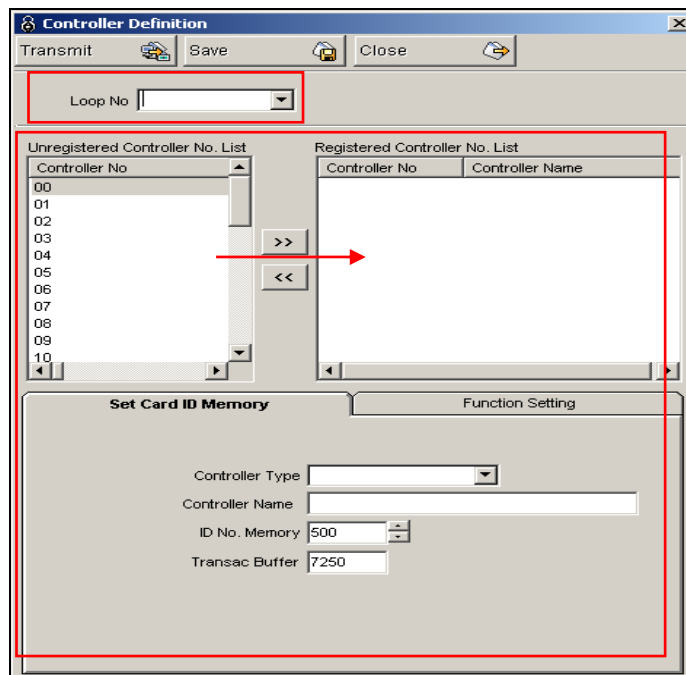 Controller Definition
Transmit Save Close
Loop No
Unregistered Controller No. List Registered Controller No. List
Controller No Controller No Controller Name
00
01
02
03
>>
04
05
<<
06
07
08
09
10
Set Card ID Memory Function Setting
Controller Type
Controller Name
ID No. Memory 500
Transac Buffer 7250